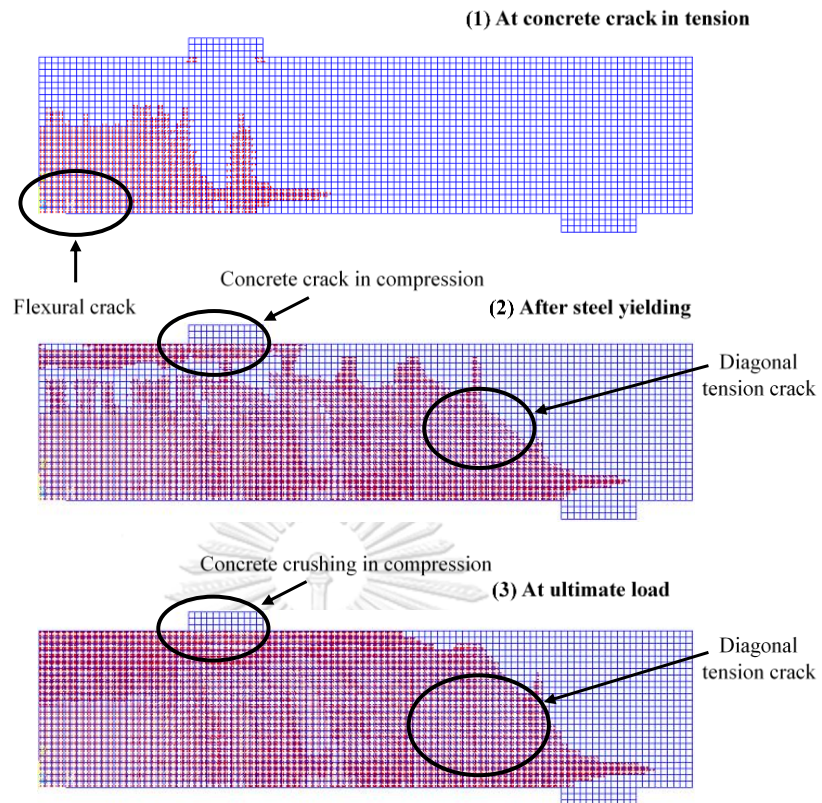 (1) At concrete crack in tension
Flexural crack
Concrete crack in compression
(2) After steel yielding
Diagonal
tension crack
Concrete crushing in compression
(3) At ultimate load
Diagonal
tension crack